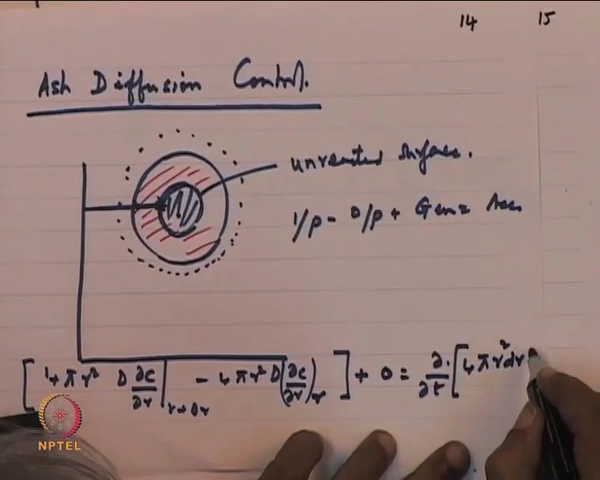 14 15
Ash Diffusion Control.
unreacted surface.
I/P - O/P + Gen = Acc
[4πr² D ∂c/∂r |r+Δr - 4πr² D (∂c/∂r)r ] + 0 = ∂/∂t [4πr²dr
NPTEL